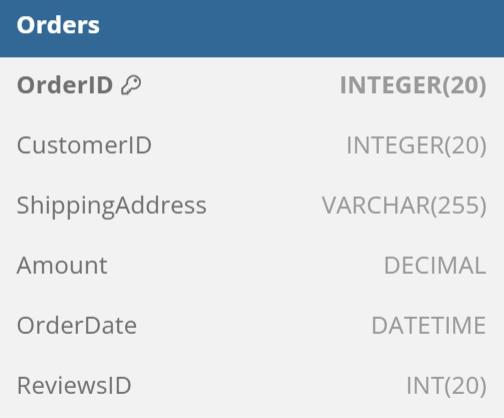 Orders
OrderID INTEGER(20)
CustomerID INTEGER(20)
ShippingAddress VARCHAR(255)
Amount DECIMAL
OrderDate DATETIME
ReviewsID INT(20)